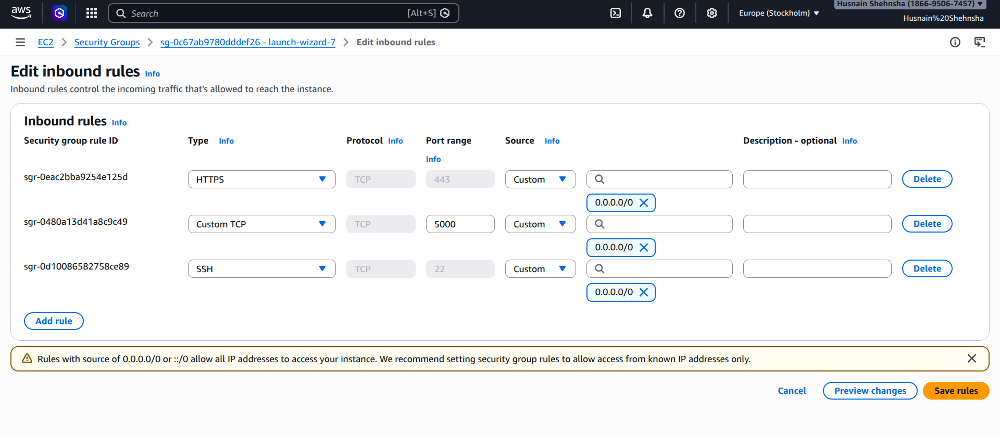 aws
Search [Alt+S]
Europe (Stockholm)
Husnain Shehnsha (1866-9506-7457)
Husnain%20Shehnsha
EC2
Security Groups
sg-0c67ab9780dddef26 - launch-wizard-7
Edit inbound rules
Edit inbound rules Info
Inbound rules control the incoming traffic that's allowed to reach the instance.
Inbound rules Info
Security group rule ID Type Info Protocol Info Port range Source Info Description - optional Info
Info
sgr-0eac2bba9254e125d HTTPS TCP 443 Custom Delete
0.0.0.0/0
sgr-0480a13d41a8c9c49 Custom TCP TCP 5000 Custom Delete
0.0.0.0/0
sgr-0d10086582758ce89 SSH TCP 22 Custom Delete
0.0.0.0/0
Add rule
Rules with source of 0.0.0.0/0 or ::/0 allow all IP addresses to access your instance. We recommend setting security group rules to allow access from known IP addresses only.
Cancel Preview changes Save rules